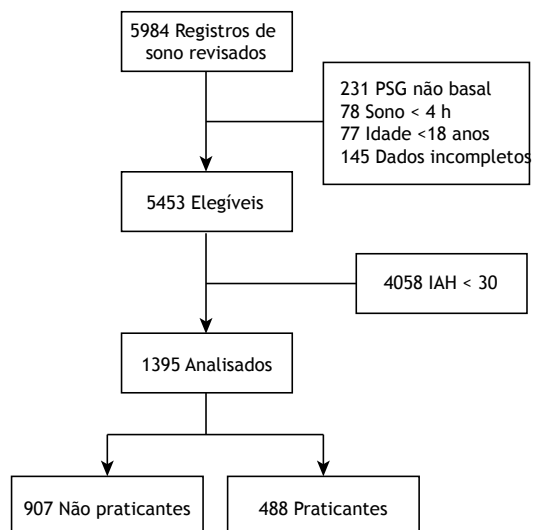 5984 Registros de
sono revisados
231 PSG não basal
78 Sono < 4 h
77 Idade <18 anos
145 Dados incompletos
5453 Elegíveis
4058 IAH < 30
1395 Analisados
907 Não praticantes
488 Praticantes